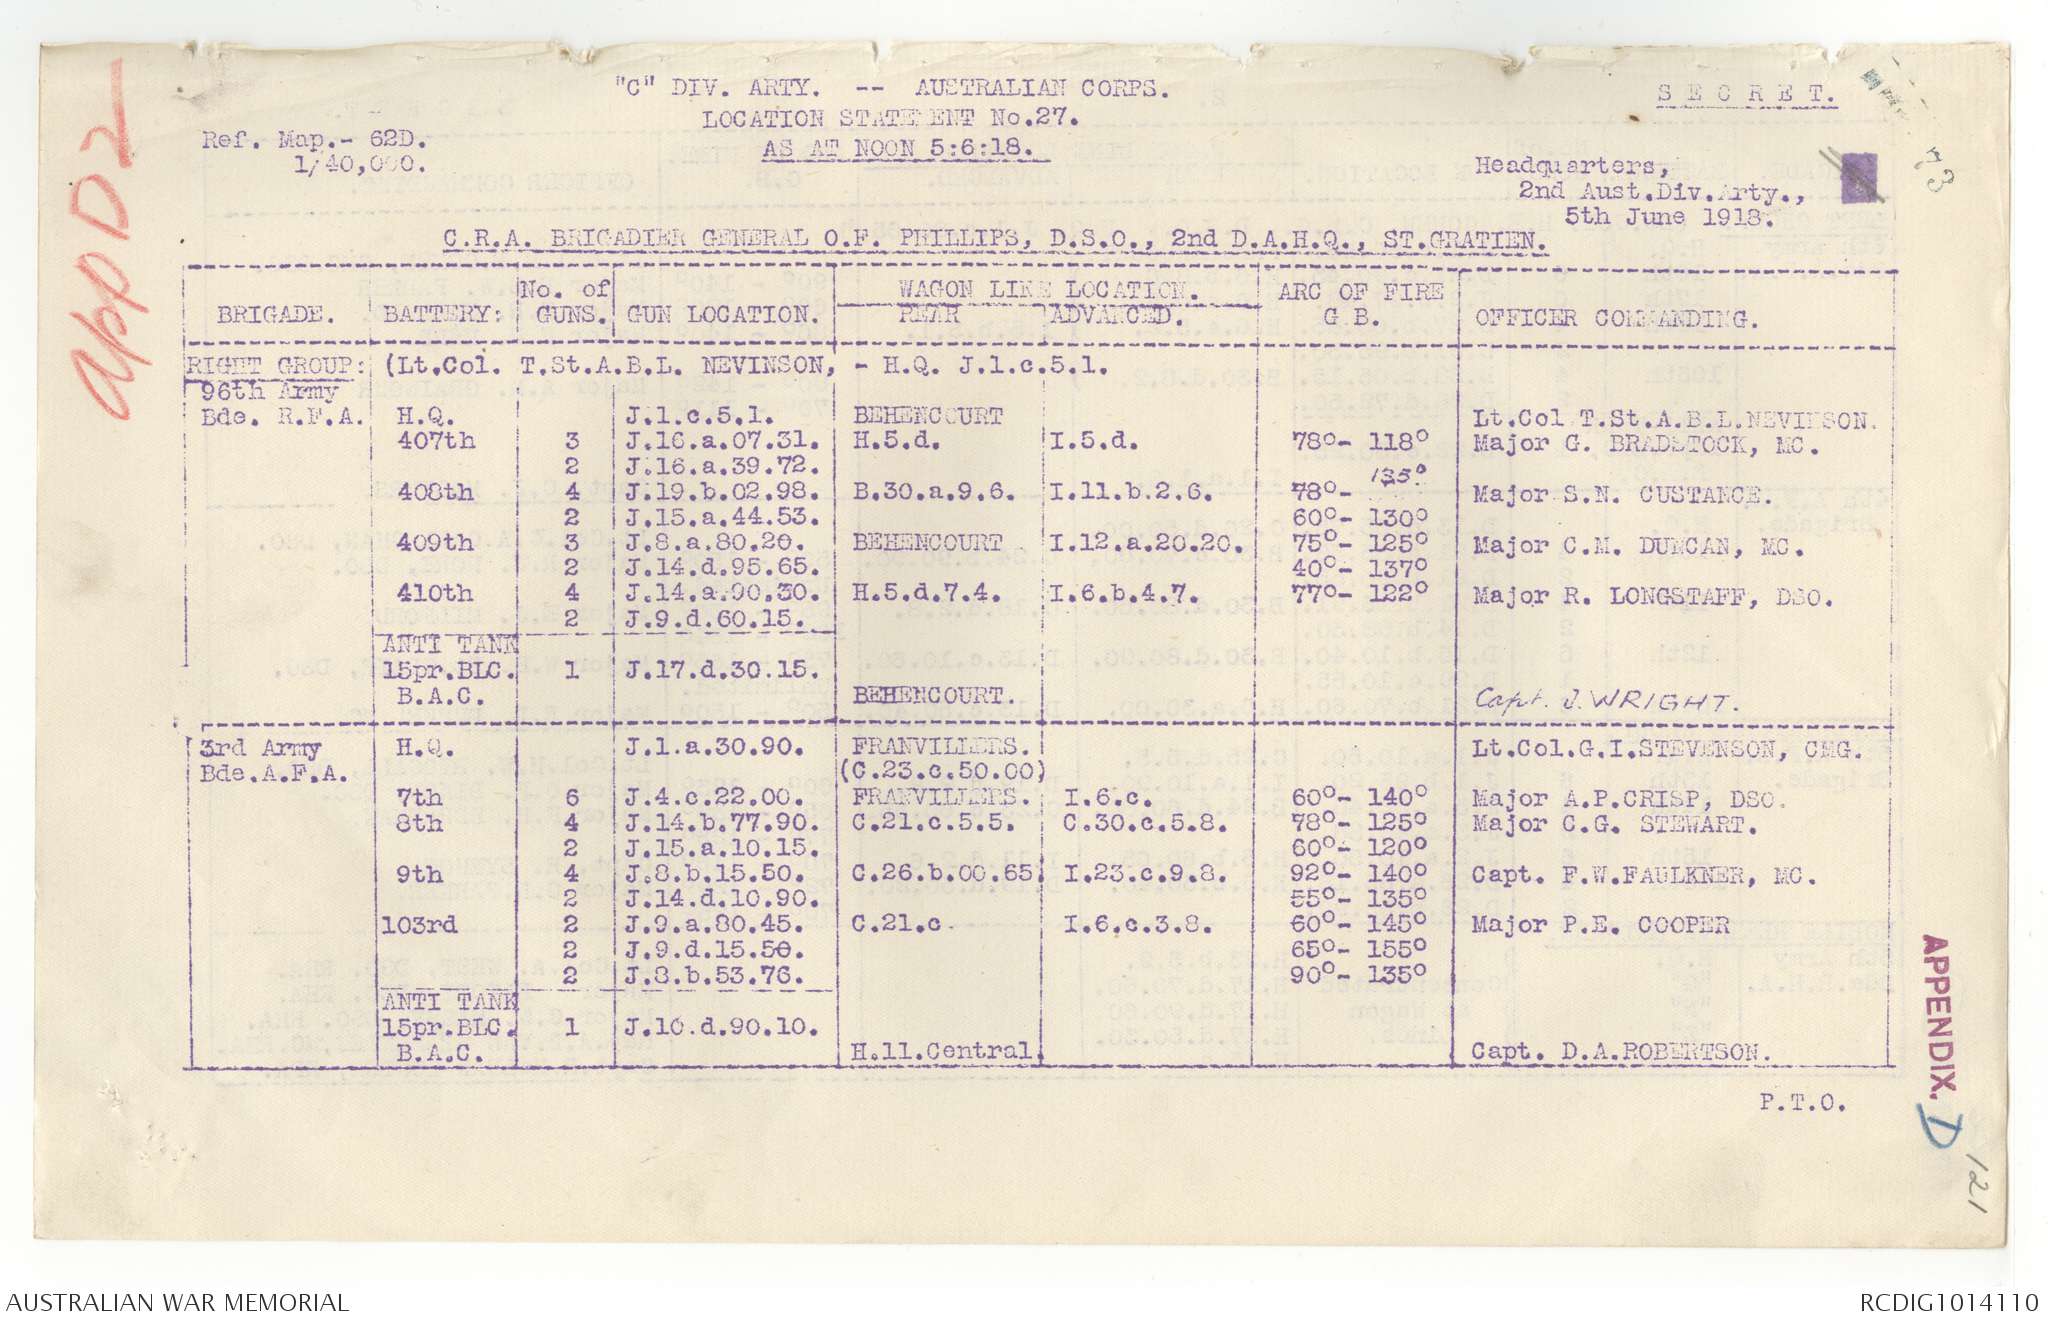 App D 2
"C" DIV. ARTY. -- AUSTRALIAN CORPS.
LOCATION STATEMENT No.27.
AS AT NOON 5:6:18.
S E C R E T.
73
Ref. Map.- 62D.
1/40,000.
Headquarters,
2nd Aust.Div.Arty.,
5th June 1918.
C.R.A. BRIGADIER GENERAL O.F. PHILLIPS, D.S.O., 2nd D.A.H.Q., ST.GRATIEN.
No. of WAGON LINE LOCATION. ARC OF FIRE
BRIGADE. BATTERY: GUNS. GUN LOCATION. REAR ADVANCED. G.B. OFFICER COMMANDING.
RIGHT GROUP: (Lt.Col. T.St.A.B.L. NEVINSON, - H.Q. J.1.c.5.1.
96th Army
Bde. R.F.A. H.Q. J.1.c.5.1. BEHENCOURT Lt.Col.T.St.A.B.L.NEVINSON.
407th 3 J.16.a.07.31. H.5.d. I.5.d. 78°- 118° Major G. BRADSTOCK, MC.
2 J.16.a.39.72.
408th 4 J.19.b.02.98. B.30.a.9.6. I.11.b.2.6. 78°- 135° Major S.N. CUSTANCE.
2 J.15.a.44.53. 60°- 130°
409th 3 J.8.a.80.20. BEHENCOURT I.12.a.20.20. 75°- 125° Major C.M. DUNCAN, MC.
2 J.14.d.95.65. 40°- 137°
410th 4 J.14.a.90.30. H.5.d.7.4. I.6.b.4.7. 77°- 122° Major R. LONGSTAFF, DSO.
2 J.9.d.60.15.
ANTI TANK
15pr.BLC. 1 J.17.d.30.15.
B.A.C. BEHENCOURT. Capt. J. WRIGHT.
3rd Army H.Q. J.1.a.30.90. FRANVILLERS. Lt.Col.G.I.STEVENSON, CMG.
Bde.A.F.A. (C.23.c.50.00)
7th 6 J.4.c.22.00. FRANVILLERS. I.6.c. 60°- 140° Major A.P.CRISP, DSO.
8th 4 J.14.b.77.90. C.21.c.5.5. C.30.c.5.8. 78°- 125° Major C.G. STEWART.
2 J.15.a.10.15. 60°- 120°
9th 4 J.8.b.15.50. C.26.b.00.65. I.23.c.9.8. 92°- 140° Capt. F.W.FAULKNER, MC.
2 J.14.d.10.90. 55°- 135°
103rd 2 J.9.a.80.45. C.21.c. I.6.c.3.8. 60°- 145° Major P.E. COOPER
2 J.9.d.15.50. 65°- 155°
2 J.8.b.53.76. 90°- 135°
ANTI TANK
15pr.BLC. 1 J.10.d.90.10.
B.A.C. H.11.Central. Capt. D.A.ROBERTSON.
P.T.O.
APPENDIX. D
121
AUSTRALIAN WAR MEMORIAL
RCDIG1014110